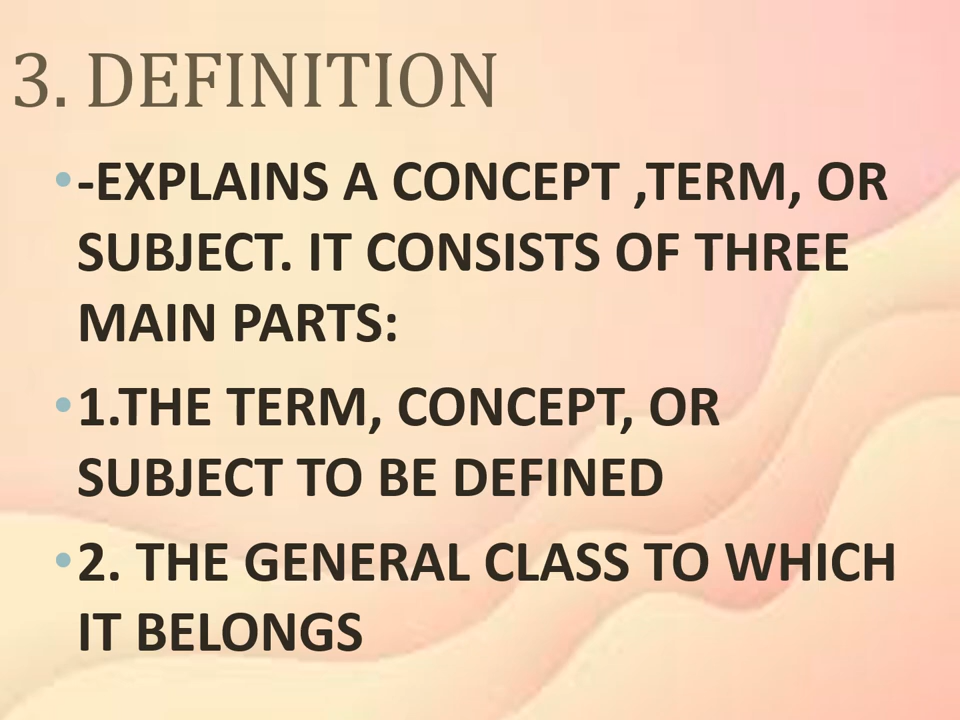 3. DEFINITION
•-EXPLAINS A CONCEPT ,TERM, OR
SUBJECT. IT CONSISTS OF THREE
MAIN PARTS:
•1.THE TERM, CONCEPT, OR
SUBJECT TO BE DEFINED
•2. THE GENERAL CLASS TO WHICH
IT BELONGS